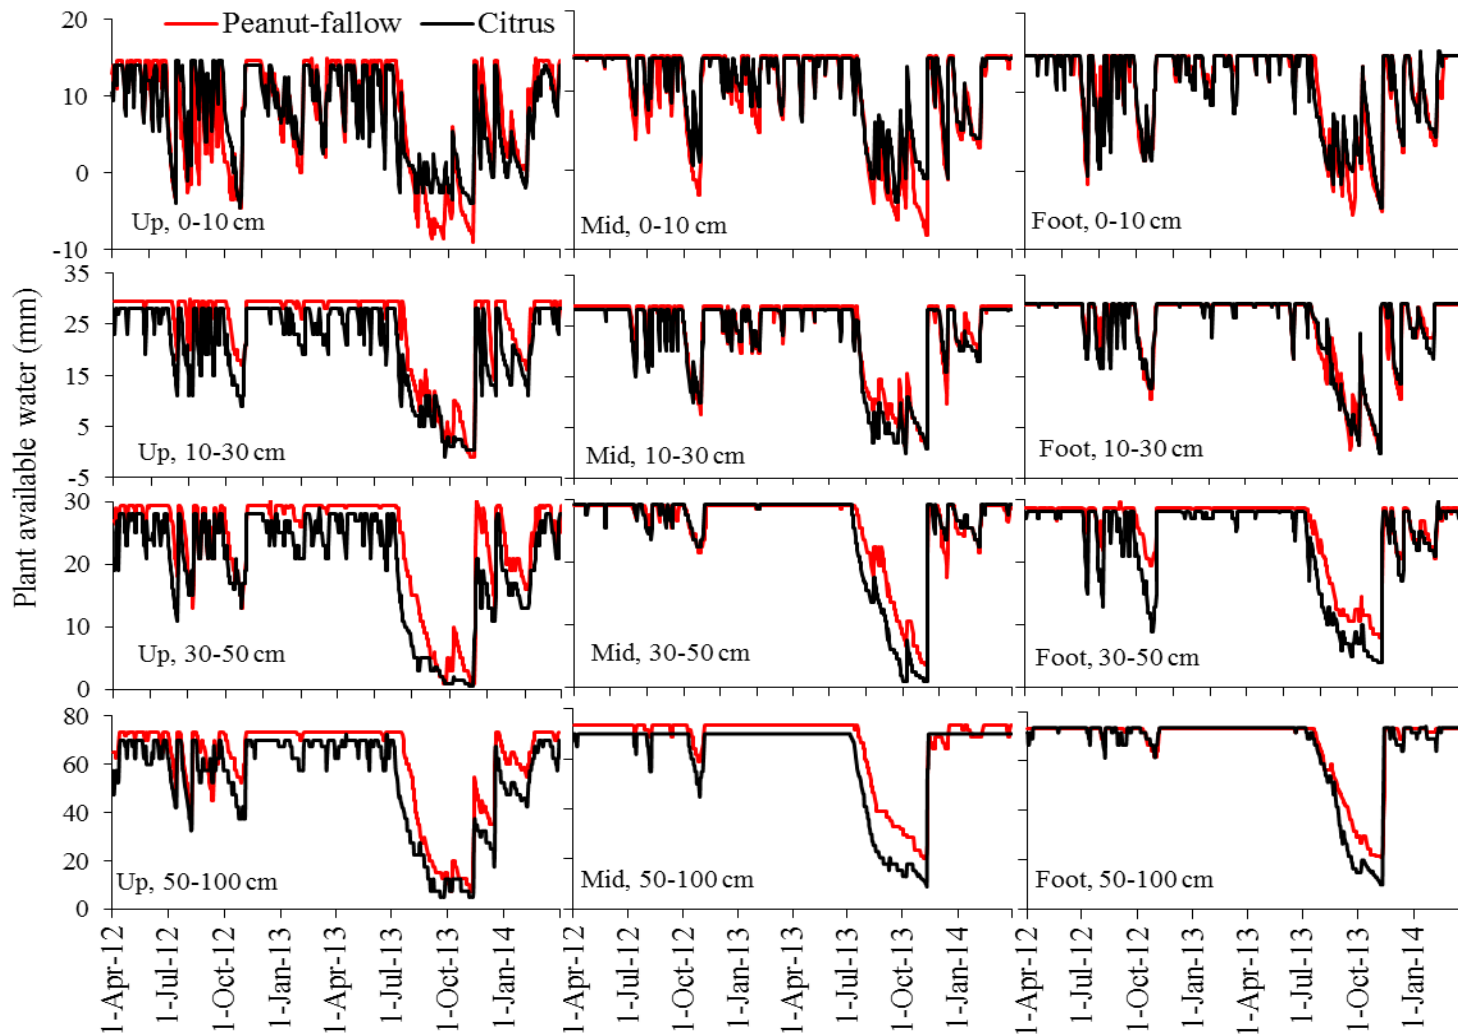 Peanut-fallow Citrus
Plant available water (mm)
20
10
0
-10
Up, 0-10 cm
Mid, 0-10 cm
Foot, 0-10 cm
35
25
15
5
-5
Up, 10-30 cm
Mid, 10-30 cm
Foot, 10-30 cm
30
20
10
0
Up, 30-50 cm
Mid, 30-50 cm
Foot, 30-50 cm
80
60
40
20
0
Up, 50-100 cm
Mid, 50-100 cm
Foot, 50-100 cm
1-Apr-12
1-Jul-12
1-Oct-12
1-Jan-13
1-Apr-13
1-Jul-13
1-Oct-13
1-Jan-14
1-Apr-12
1-Jul-12
1-Oct-12
1-Jan-13
1-Apr-13
1-Jul-13
1-Oct-13
1-Jan-14
1-Apr-12
1-Jul-12
1-Oct-12
1-Jan-13
1-Apr-13
1-Jul-13
1-Oct-13
1-Jan-14